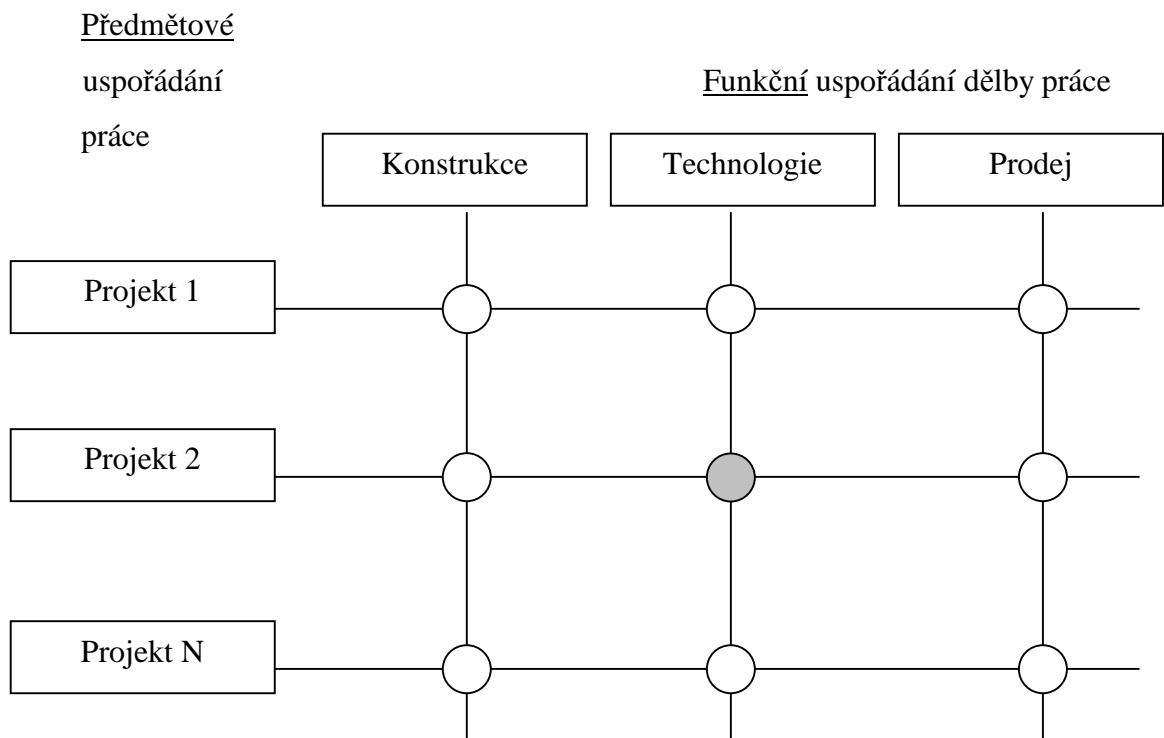 Předmětové
uspořádání
práce
Funkční uspořádání dělby práce
Konstrukce
Technologie
Prodej
Projekt 1
Projekt 2
Projekt N